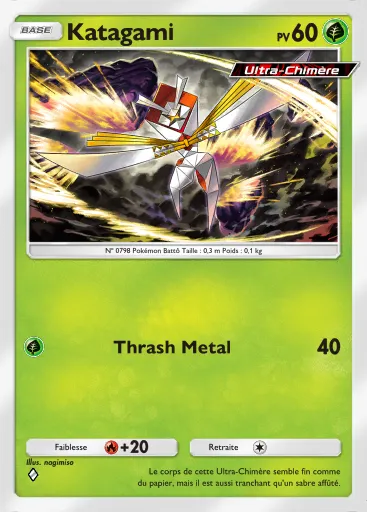 BASE
Katagami
PV 60
Ultra-Chimère
N° 0798 Pokémon Battô Taille : 0,3 m Poids : 0,1 kg
Thrash Metal 40
Faiblesse +20 Retraite
Illus. nagimiso
Le corps de cette Ultra-Chimère semble fin comme
du papier, mais il est aussi tranchant qu'un sabre affûté.